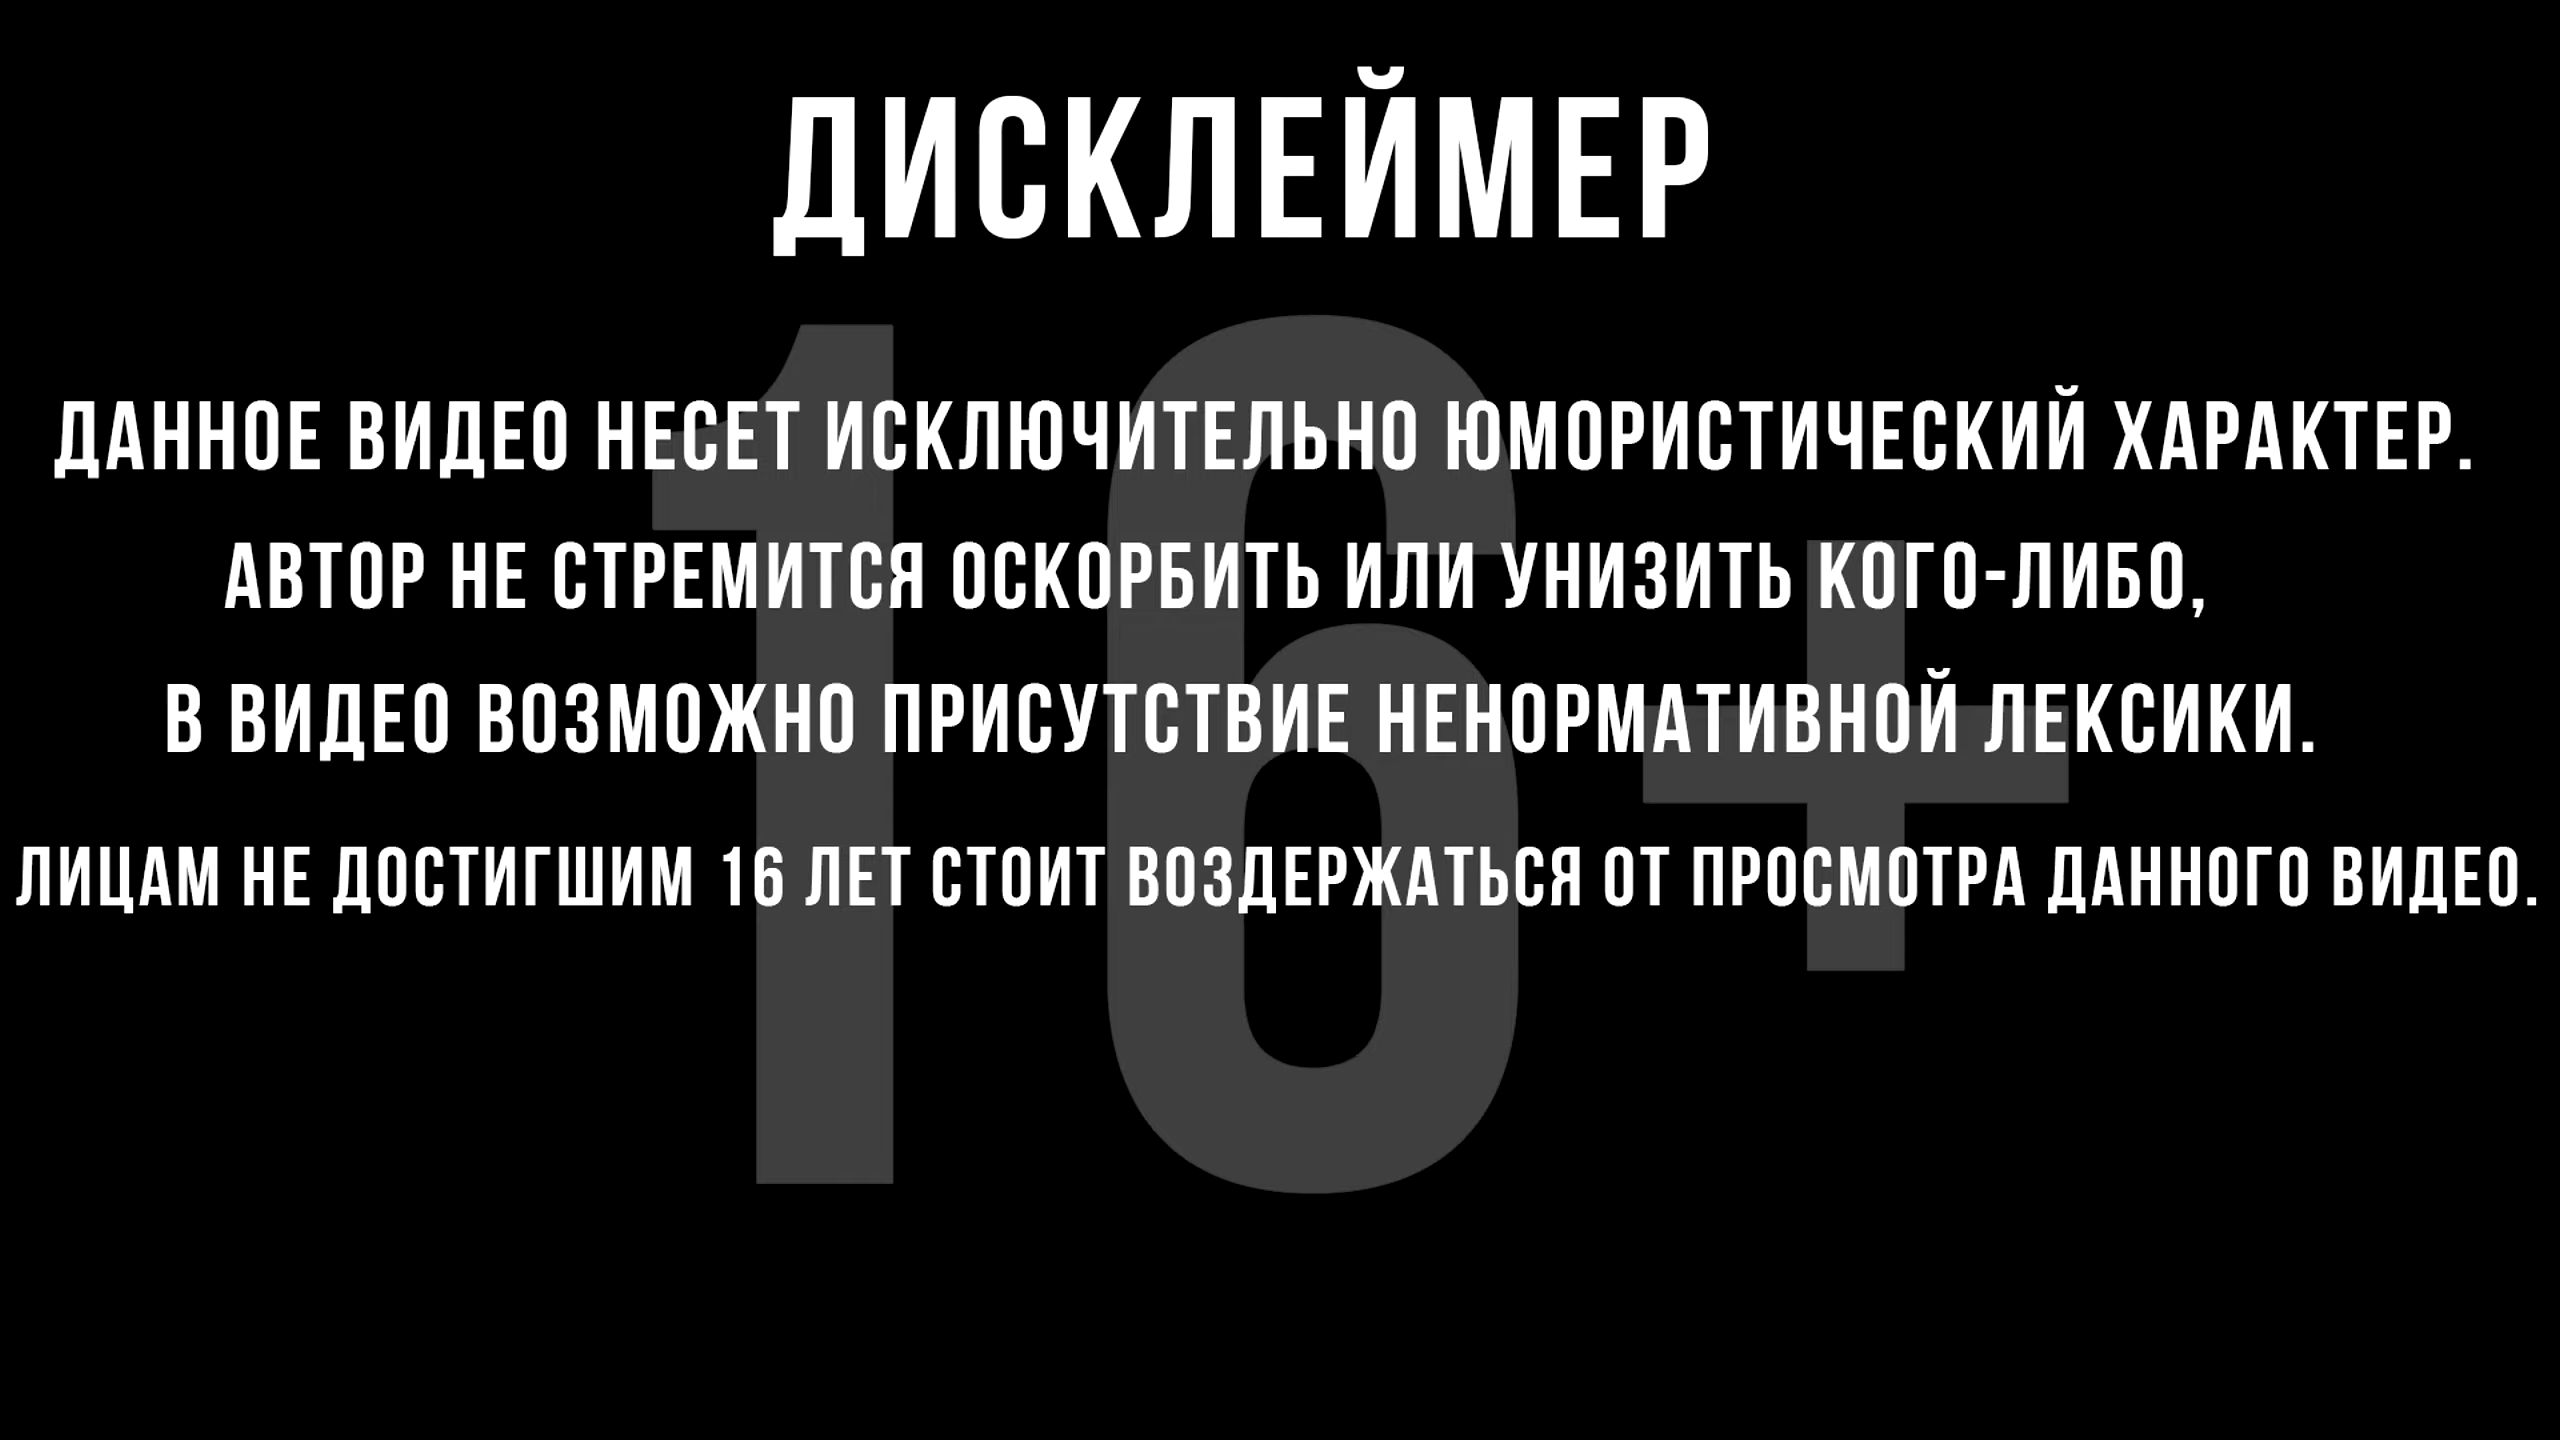 ДИСКЛЕЙМЕР
ДАННОЕ ВИДЕО НЕСЕТ ИСКЛЮЧИТЕЛЬНО ЮМОРИСТИЧЕСКИЙ ХАРАКТЕР.
АВТОР НЕ СТРЕМИТСЯ ОСКОРБИТЬ ИЛИ УНИЗИТЬ КОГО-ЛИБО,
В ВИДЕО ВОЗМОЖНО ПРИСУТСТВИЕ НЕНОРМАТИВНОЙ ЛЕКСИКИ.
ЛИЦАМ НЕ ДОСТИГШИМ 16 ЛЕТ СТОИТ ВОЗДЕРЖАТЬСЯ ОТ ПРОСМОТРА ДАННОГО ВИДЕО.
16+